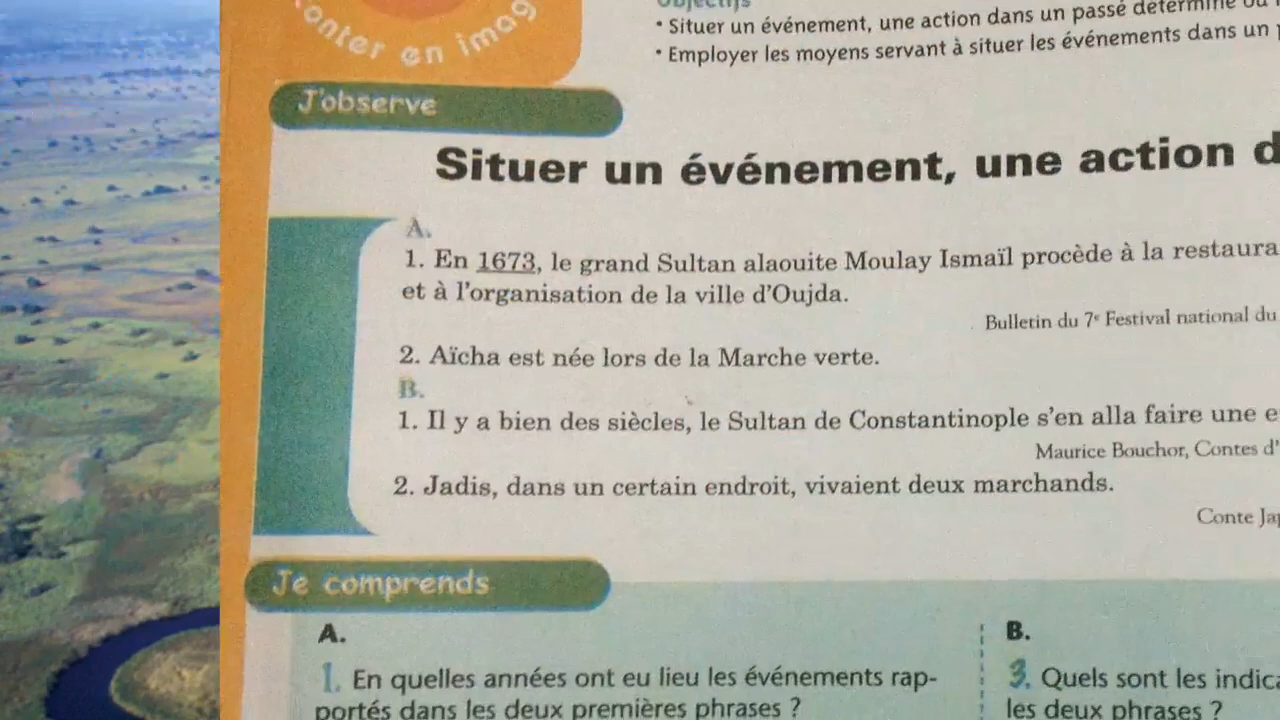 conter en imag
Objectifs
• Situer un événement, une action dans un passé déterminé ou
• Employer les moyens servant à situer les événements dans un
J'observe
Situer un événement, une action d
A.
1. En 1673, le grand Sultan alaouite Moulay Ismaïl procède à la restaura
et à l'organisation de la ville d'Oujda.
Bulletin du 7e Festival national du
2. Aïcha est née lors de la Marche verte.
B.
1. Il y a bien des siècles, le Sultan de Constantinople s'en alla faire une e
Maurice Bouchor, Contes d'
2. Jadis, dans un certain endroit, vivaient deux marchands.
Conte Jap
Je comprends
A.
1. En quelles années ont eu lieu les événements rap-
portés dans les deux premières phrases ?
B.
3. Quels sont les indica
les deux phrases ?